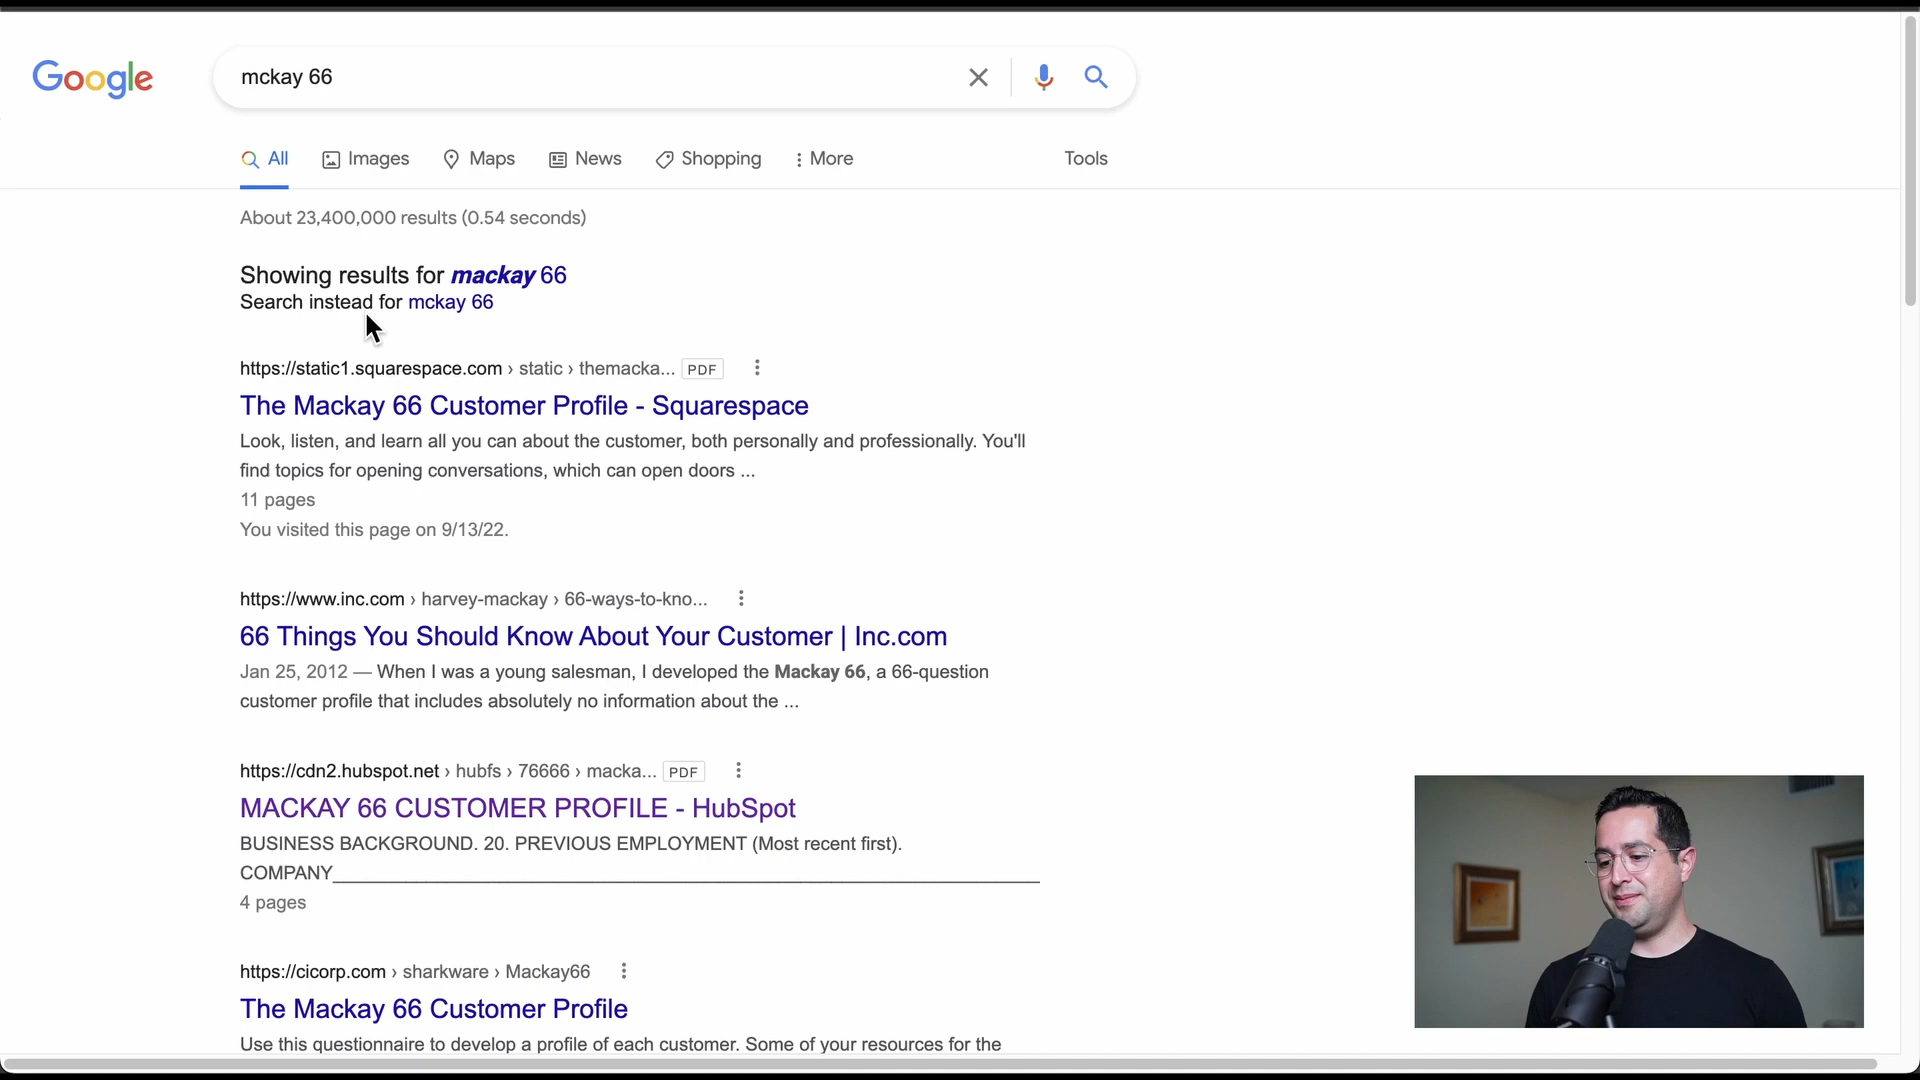 Google
mckay 66
All
Images
Maps
News
Shopping
More
Tools
About 23,400,000 results (0.54 seconds)
Showing results for mackay 66
Search instead for mckay 66
https://static1.squarespace.com › static › themacka... PDF
The Mackay 66 Customer Profile - Squarespace
Look, listen, and learn all you can about the customer, both personally and professionally. You'll
find topics for opening conversations, which can open doors ...
11 pages
You visited this page on 9/13/22.
https://www.inc.com › harvey-mackay › 66-ways-to-kno...
66 Things You Should Know About Your Customer | Inc.com
Jan 25, 2012 — When I was a young salesman, I developed the Mackay 66, a 66-question
customer profile that includes absolutely no information about the ...
https://cdn2.hubspot.net › hubfs › 76666 › macka... PDF
MACKAY 66 CUSTOMER PROFILE - HubSpot
BUSINESS BACKGROUND. 20. PREVIOUS EMPLOYMENT (Most recent first).
COMPANY____________________________________________________________________
4 pages
https://cicorp.com › sharkware › Mackay66
The Mackay 66 Customer Profile
Use this questionnaire to develop a profile of each customer. Some of your resources for the